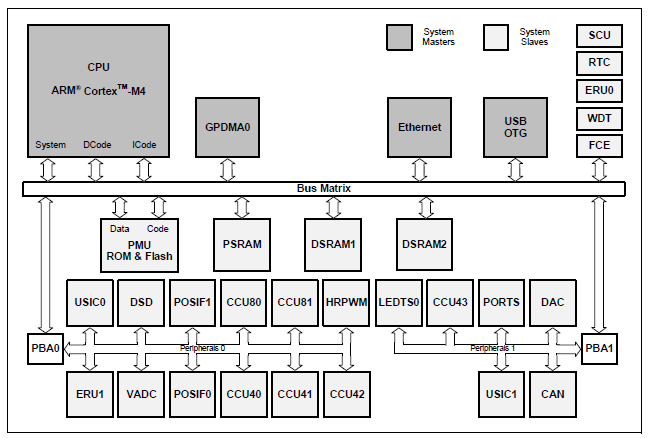 CPU
ARM® Cortex™-M4
System DCode ICode
GPDMA0
Ethernet
USB
OTG
System
Masters
System
Slaves
SCU
RTC
ERU0
WDT
FCE
Bus Matrix
Data Code
PMU
ROM & Flash
PSRAM
DSRAM1
DSRAM2
USIC0 DSD POSIF1 CCU80 CCU81 HRPWM LEDTS0 CCU43 PORTS DAC
PBA0 Peripherals 0 Peripherals 1 PBA1
ERU1 VADC POSIF0 CCU40 CCU41 CCU42 USIC1 CAN